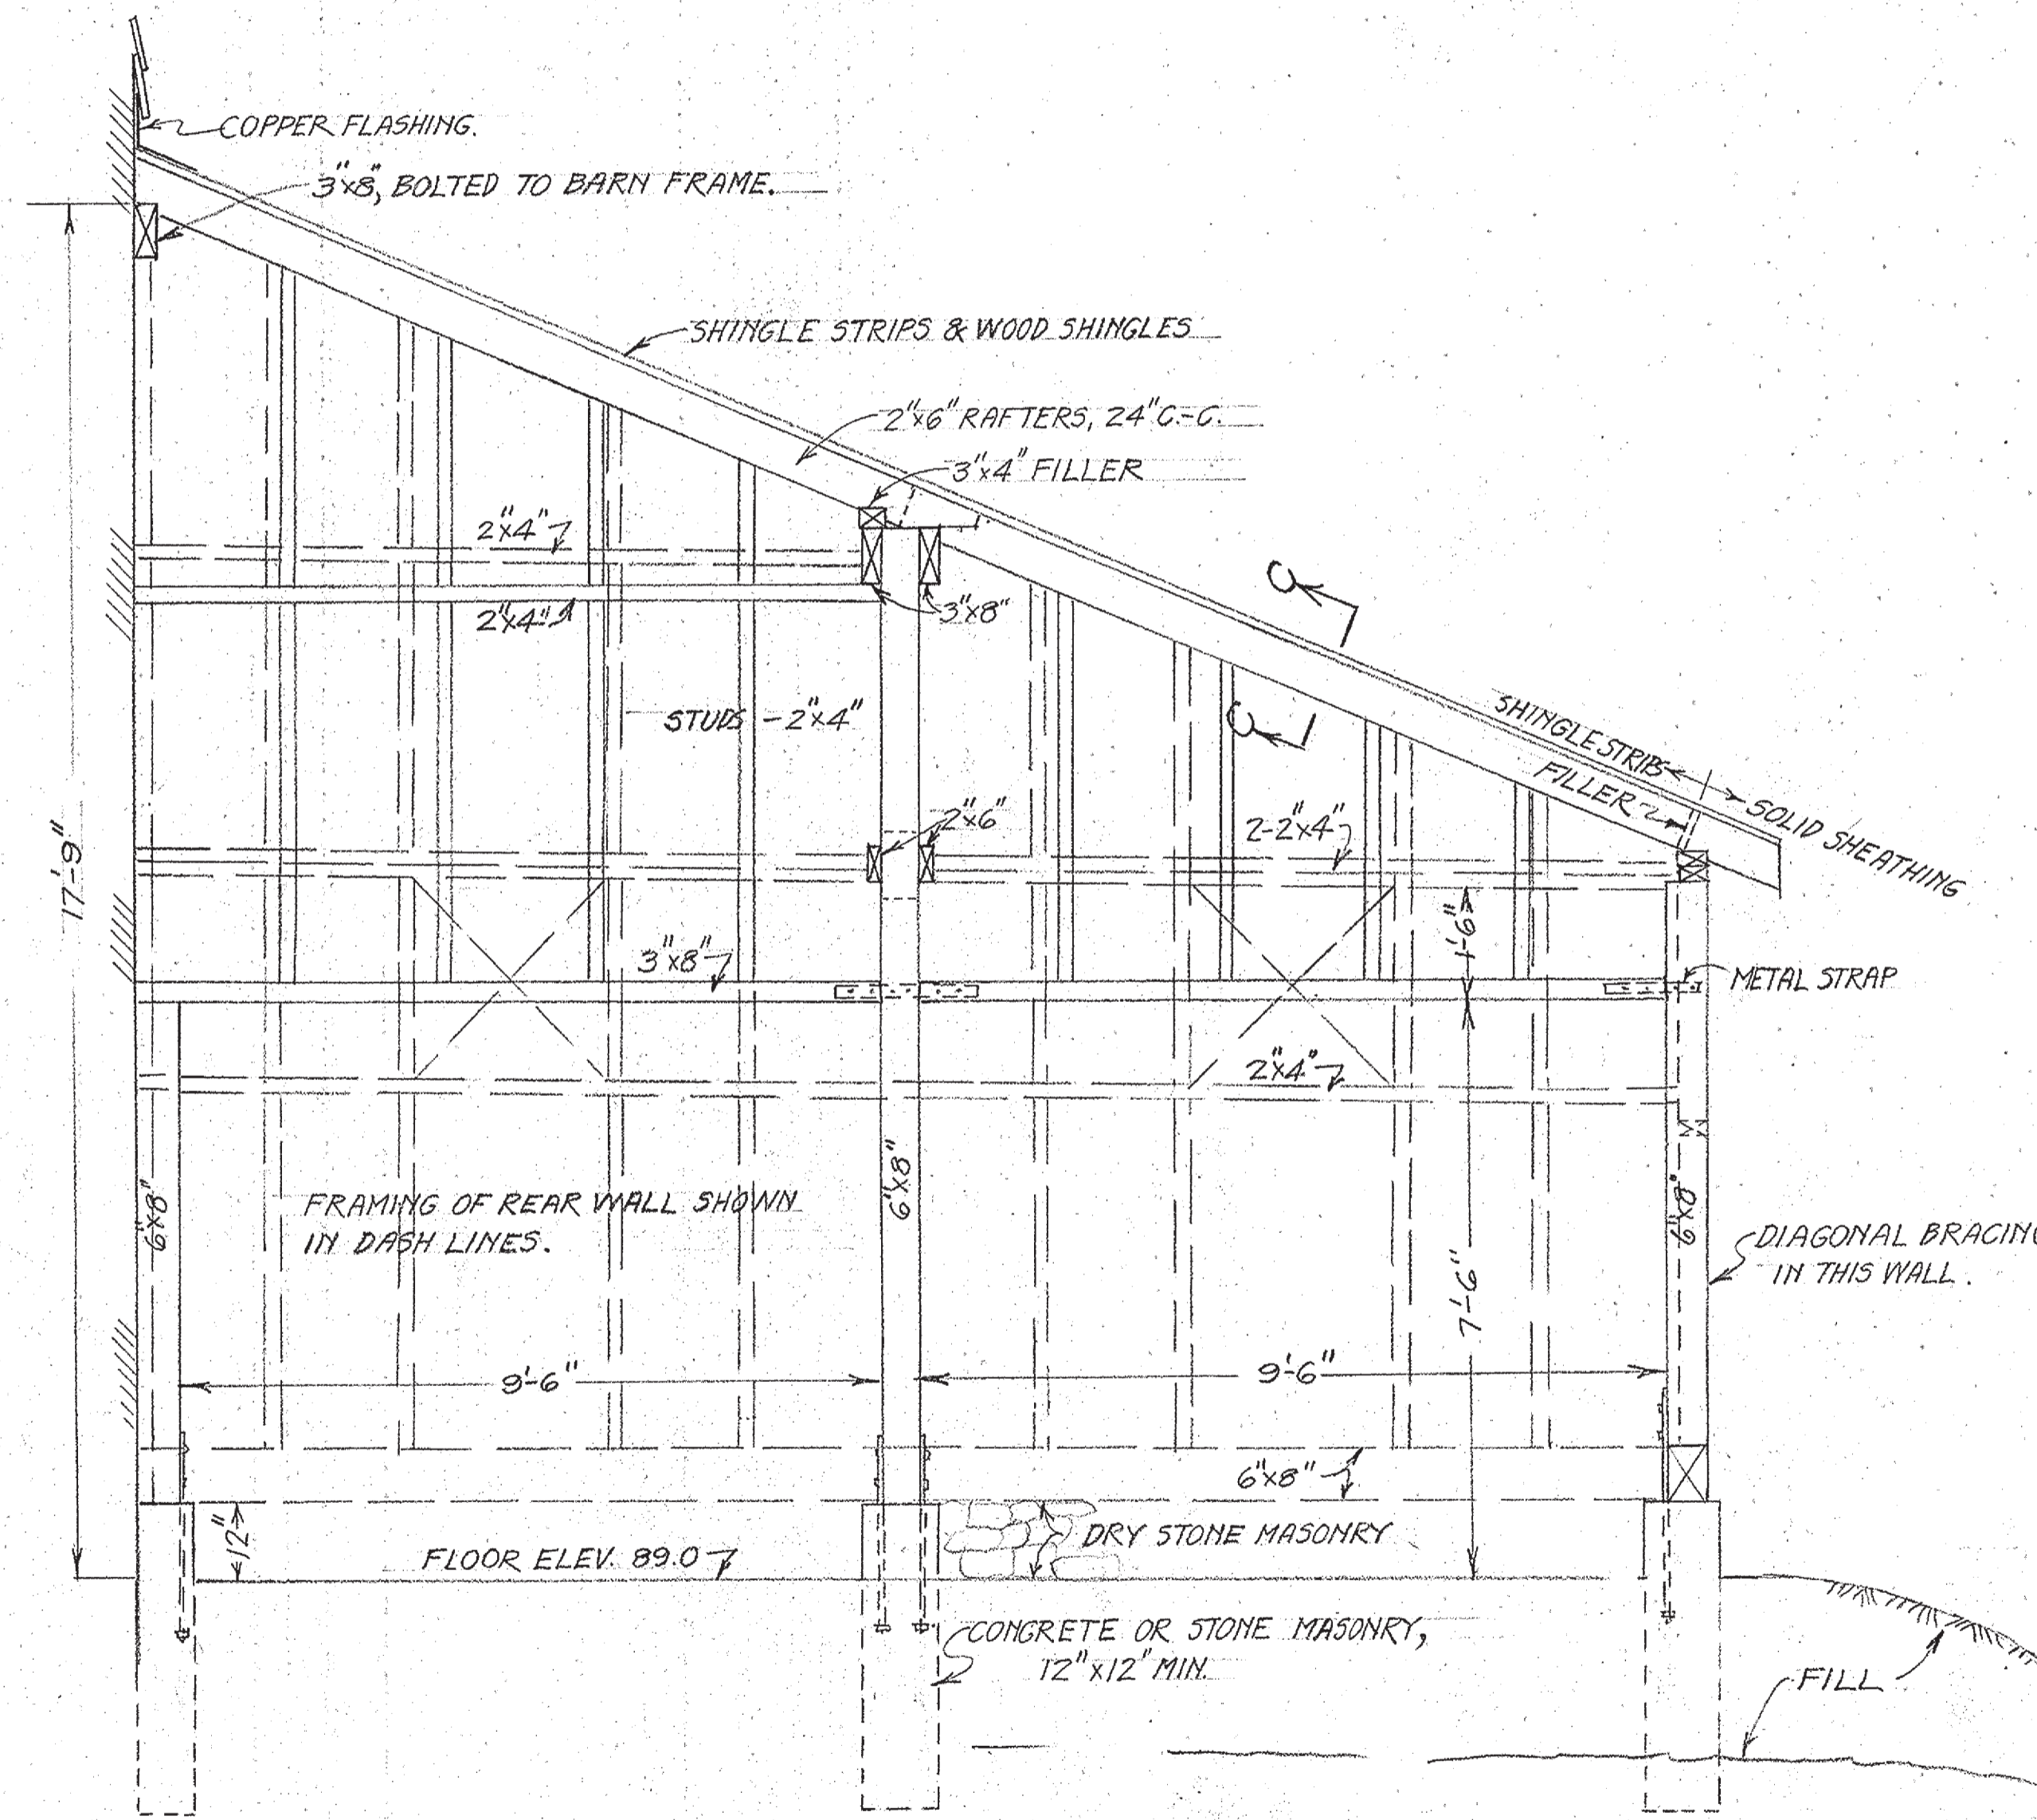 COPPER FLASHING.
3"x8", BOLTED TO BARN FRAME.
SHINGLE STRIPS & WOOD SHINGLES
2"x6" RAFTERS, 24" C.-C.
3"x4" FILLER
2"x4"
2"x4"
3"x8"
C
C
STUDS - 2"x4"
SHINGLE STRIPS
FILLER
SOLID SHEATHING
2"x6"
2-2"x4"
17'-9"
1'-6"
3"x8"
METAL STRAP
2"x4"
6"x8"
6"x8"
6"x8"
FRAMING OF REAR WALL SHOWN
IN DASH LINES.
DIAGONAL BRACING
IN THIS WALL.
7'-6"
9'-6"
9'-6"
6"x8"
12"
DRY STONE MASONRY
FLOOR ELEV. 89.0
CONCRETE OR STONE MASONRY,
12"x12" MIN.
FILL